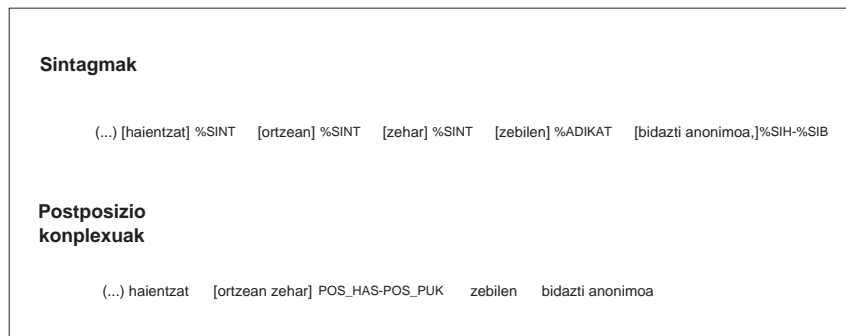 Sintagmak
(...) [haientzat] %SINT [ortzean] %SINT [zehar] %SINT [zebilen] %ADIKAT [bidazti anonimoa,]%SIH-%SIB
Postposizio
konplexuak
(...) haientzat [ortzean zehar] POS_HAS-POS_PUK zebilen bidazti anonimoa